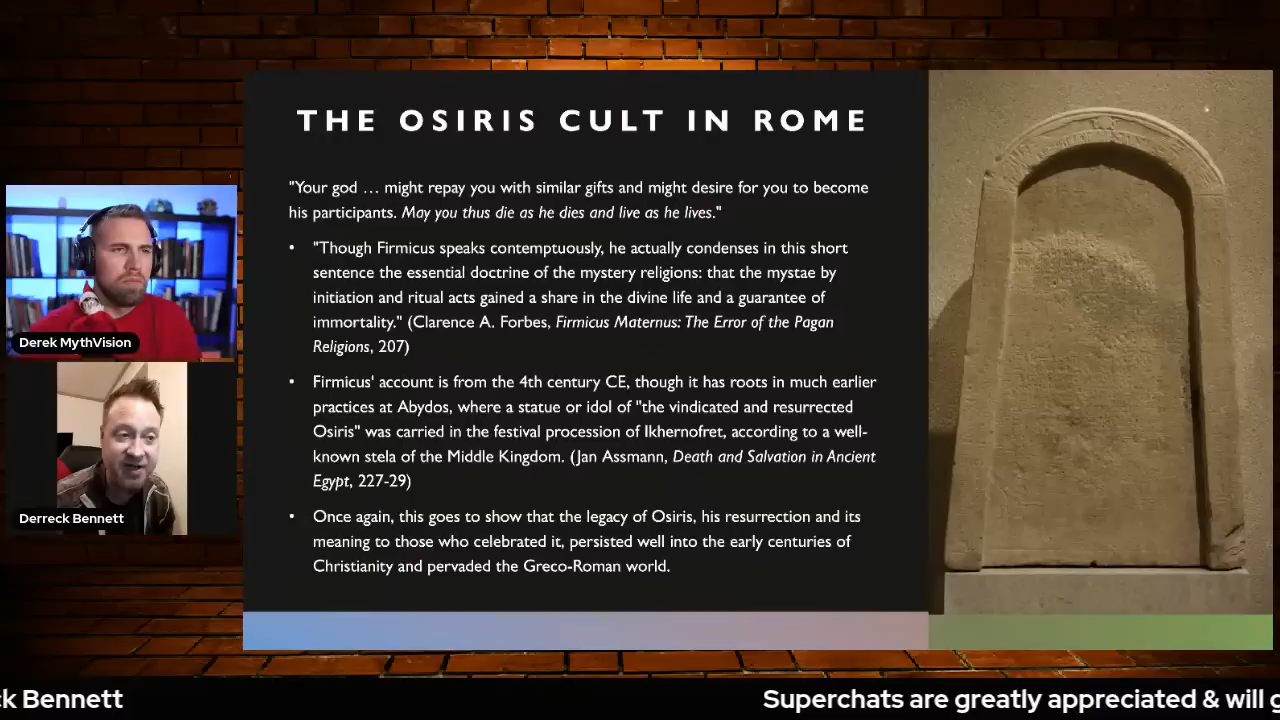 THE OSIRIS CULT IN ROME
"Your god … might repay you with similar gifts and might desire for you to become
his participants. May you thus die as he dies and live as he lives."
• "Though Firmicus speaks contemptuously, he actually condenses in this short
sentence the essential doctrine of the mystery religions: that the mystae by
initiation and ritual acts gained a share in the divine life and a guarantee of
immortality." (Clarence A. Forbes, Firmicus Maternus: The Error of the Pagan
Religions, 207)
• Firmicus' account is from the 4th century CE, though it has roots in much earlier
practices at Abydos, where a statue or idol of "the vindicated and resurrected
Osiris" was carried in the festival procession of Ikhernofret, according to a well-
known stela of the Middle Kingdom. (Jan Assmann, Death and Salvation in Ancient
Egypt, 227-29)
• Once again, this goes to show that the legacy of Osiris, his resurrection and its
meaning to those who celebrated it, persisted well into the early centuries of
Christianity and pervaded the Greco-Roman world.
Derek MythVision
Derreck Bennett
ck Bennett
Superchats are greatly appreciated & will g